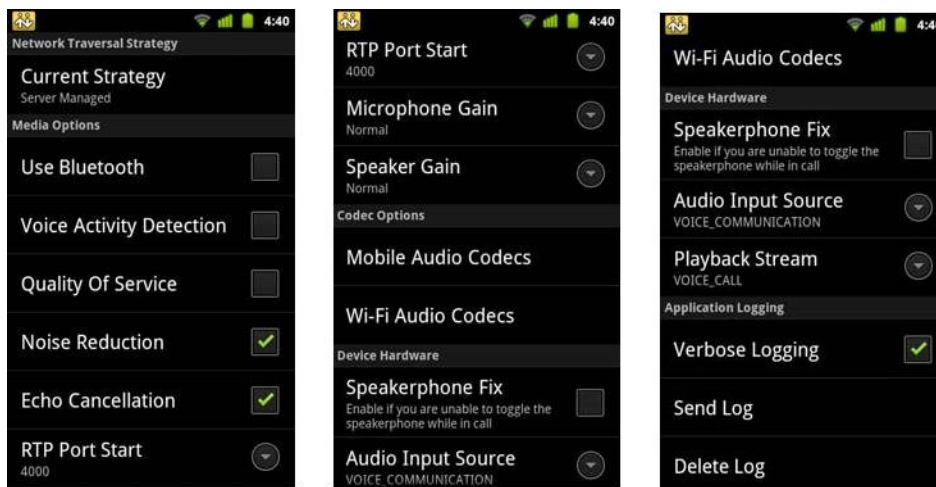 4:40
Network Traversal Strategy
Current Strategy
Server Managed
Media Options
Use Bluetooth
Voice Activity Detection
Quality Of Service
Noise Reduction
Echo Cancellation
RTP Port Start
4000
4:40
RTP Port Start
4000
Microphone Gain
Normal
Speaker Gain
Normal
Codec Options
Mobile Audio Codecs
Wi-Fi Audio Codecs
Device Hardware
Speakerphone Fix
Enable if you are unable to toggle the
speakerphone while in call
Audio Input Source
VOICE_COMMUNICATION
4:4
Wi-Fi Audio Codecs
Device Hardware
Speakerphone Fix
Enable if you are unable to toggle the
speakerphone while in call
Audio Input Source
VOICE_COMMUNICATION
Playback Stream
VOICE_CALL
Application Logging
Verbose Logging
Send Log
Delete Log